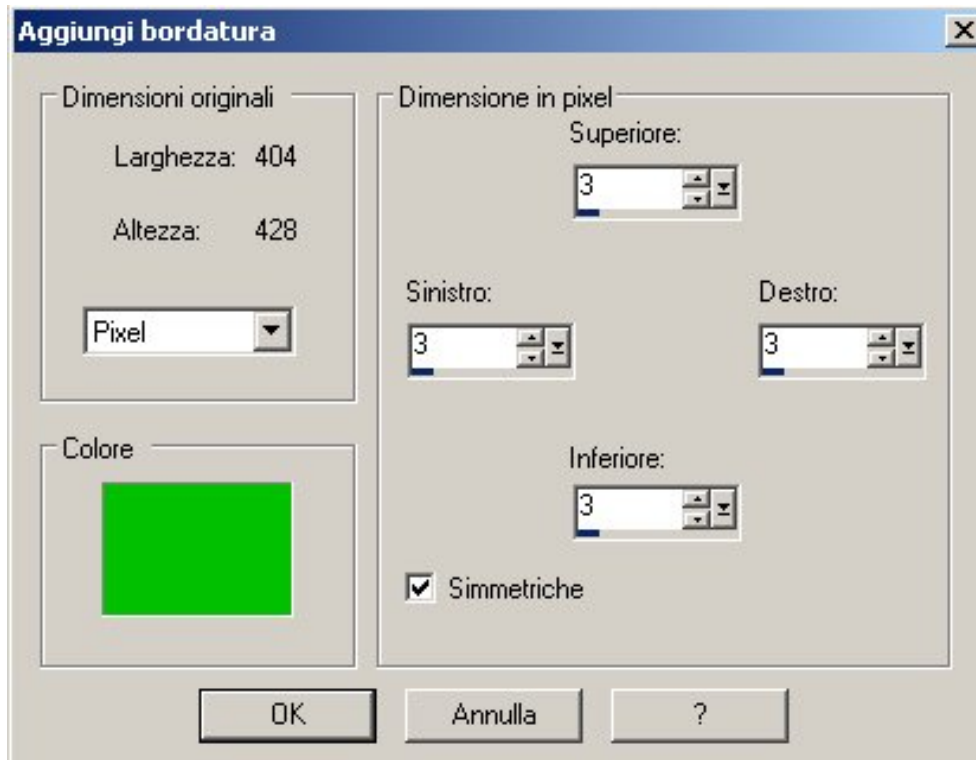 Aggiungi bordatura
Dimensioni originali
Larghezza: 404
Altezza: 428
Pixel
Colore
Dimensione in pixel
Superiore:
3
Sinistro:
3
Destro:
3
Inferiore:
3
Simmetriche
OK
Annulla
?